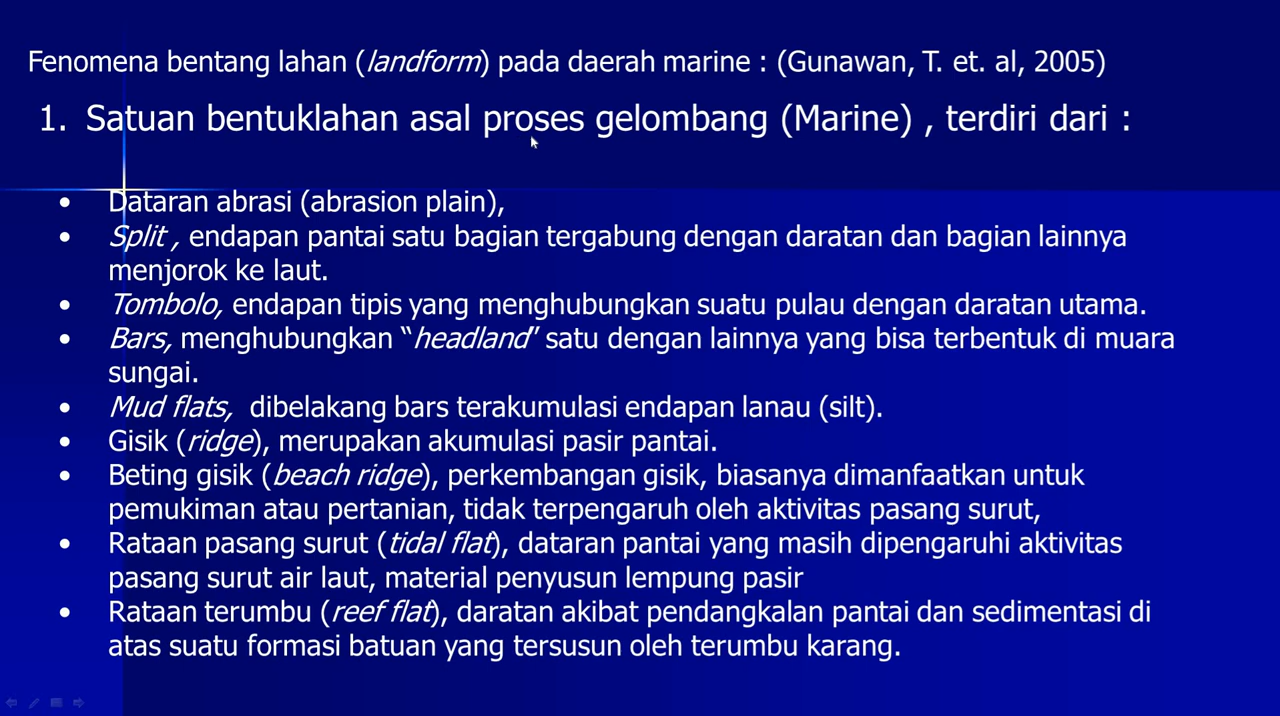 Fenomena bentang lahan (landform) pada daerah marine : (Gunawan, T. et. al, 2005)
1. Satuan bentuklahan asal proses gelombang (Marine) , terdiri dari :
• Dataran abrasi (abrasion plain),
• Split , endapan pantai satu bagian tergabung dengan daratan dan bagian lainnya
menjorok ke laut.
• Tombolo, endapan tipis yang menghubungkan suatu pulau dengan daratan utama.
• Bars, menghubungkan “headland” satu dengan lainnya yang bisa terbentuk di muara
sungai.
• Mud flats, dibelakang bars terakumulasi endapan lanau (silt).
• Gisik (ridge), merupakan akumulasi pasir pantai.
• Beting gisik (beach ridge), perkembangan gisik, biasanya dimanfaatkan untuk
pemukiman atau pertanian, tidak terpengaruh oleh aktivitas pasang surut,
• Rataan pasang surut (tidal flat), dataran pantai yang masih dipengaruhi aktivitas
pasang surut air laut, material penyusun lempung pasir
• Rataan terumbu (reef flat), daratan akibat pendangkalan pantai dan sedimentasi di
atas suatu formasi batuan yang tersusun oleh terumbu karang.